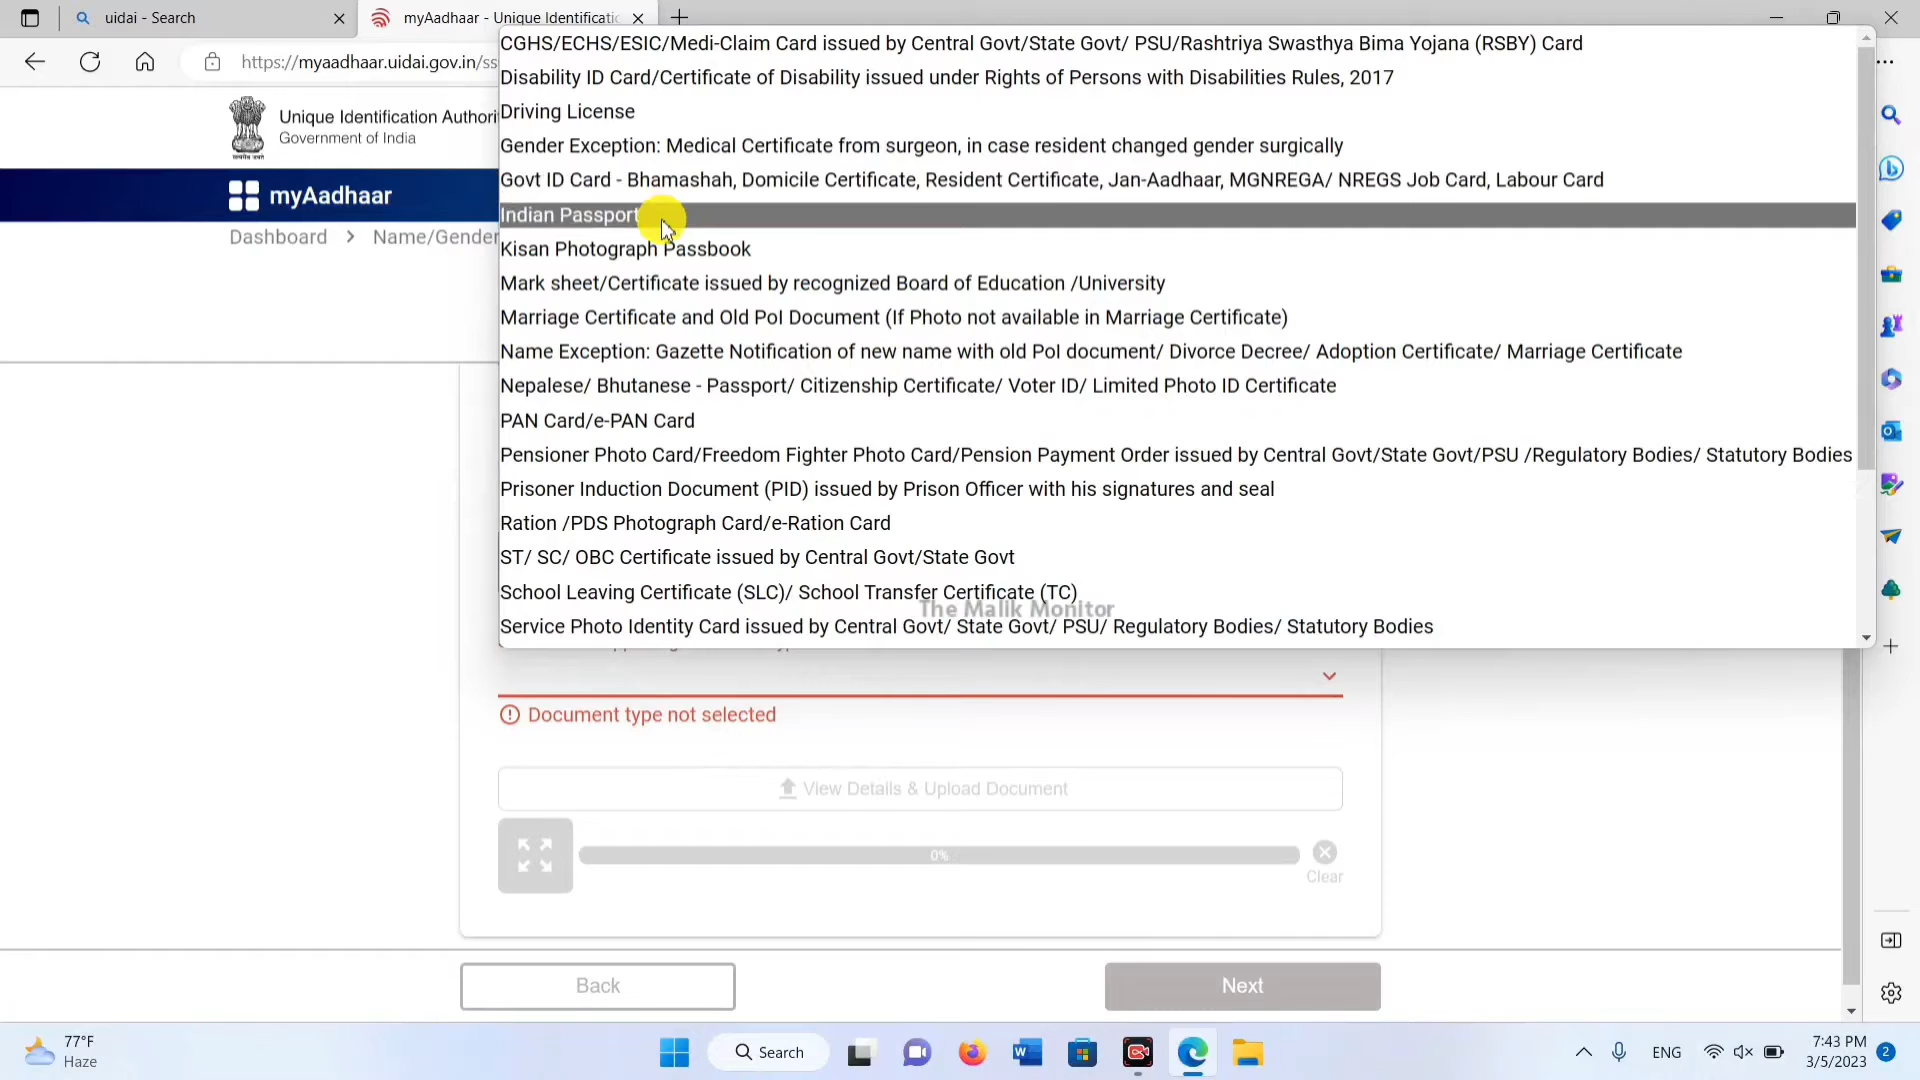 uidai - Search
myAadhaar - Unique Identificatic
https://myaadhaar.uidai.gov.in/ss
Unique Identification Authori
Government of India
सत्यमेव जयते
myAadhaar
Dashboard > Name/Gender
CGHS/ECHS/ESIC/Medi-Claim Card issued by Central Govt/State Govt/ PSU/Rashtriya Swasthya Bima Yojana (RSBY) Card
Disability ID Card/Certificate of Disability issued under Rights of Persons with Disabilities Rules, 2017
Driving License
Gender Exception: Medical Certificate from surgeon, in case resident changed gender surgically
Govt ID Card - Bhamashah, Domicile Certificate, Resident Certificate, Jan-Aadhaar, MGNREGA/ NREGS Job Card, Labour Card
Indian Passport
Kisan Photograph Passbook
Mark sheet/Certificate issued by recognized Board of Education /University
Marriage Certificate and Old PoI Document (If Photo not available in Marriage Certificate)
Name Exception: Gazette Notification of new name with old PoI document/ Divorce Decree/ Adoption Certificate/ Marriage Certificate
Nepalese/ Bhutanese - Passport/ Citizenship Certificate/ Voter ID/ Limited Photo ID Certificate
PAN Card/e-PAN Card
Pensioner Photo Card/Freedom Fighter Photo Card/Pension Payment Order issued by Central Govt/State Govt/PSU /Regulatory Bodies/ Statutory Bodies
Prisoner Induction Document (PID) issued by Prison Officer with his signatures and seal
Ration /PDS Photograph Card/e-Ration Card
ST/ SC/ OBC Certificate issued by Central Govt/State Govt
School Leaving Certificate (SLC)/ School Transfer Certificate (TC)
The Malik Monitor
Service Photo Identity Card issued by Central Govt/ State Govt/ PSU/ Regulatory Bodies/ Statutory Bodies
Document type not selected
View Details & Upload Document
0%
Clear
Back
Next
77°F
Haze
Search
ENG
7:43 PM
3/5/2023
2